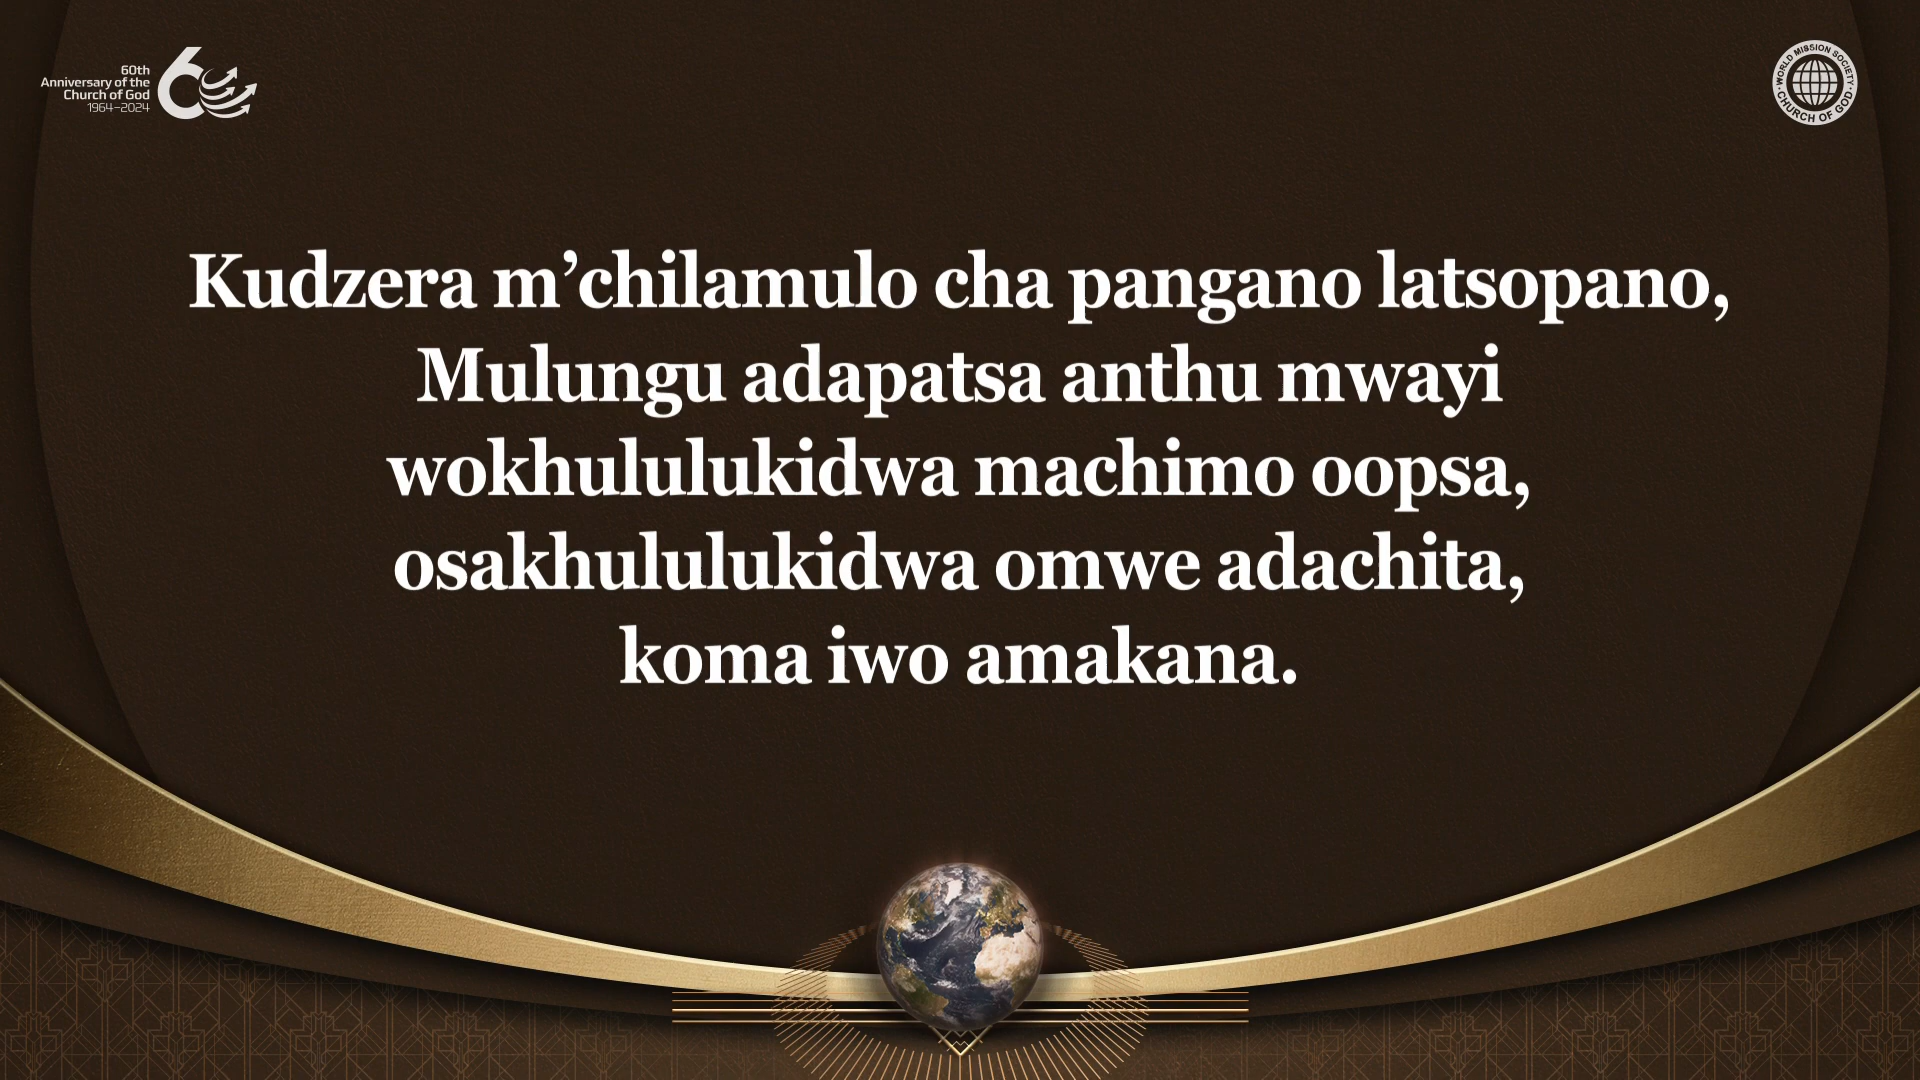 60th
Anniversary of the
Church of God
1964–2024
60
WORLD MISSION SOCIETY
CHURCH OF GOD
Kudzera m’chilamulo cha pangano latsopano,
Mulungu adapatsa anthu mwayi
wokhululukidwa machimo oopsa,
osakhululukidwa omwe adachita,
koma iwo amakana.